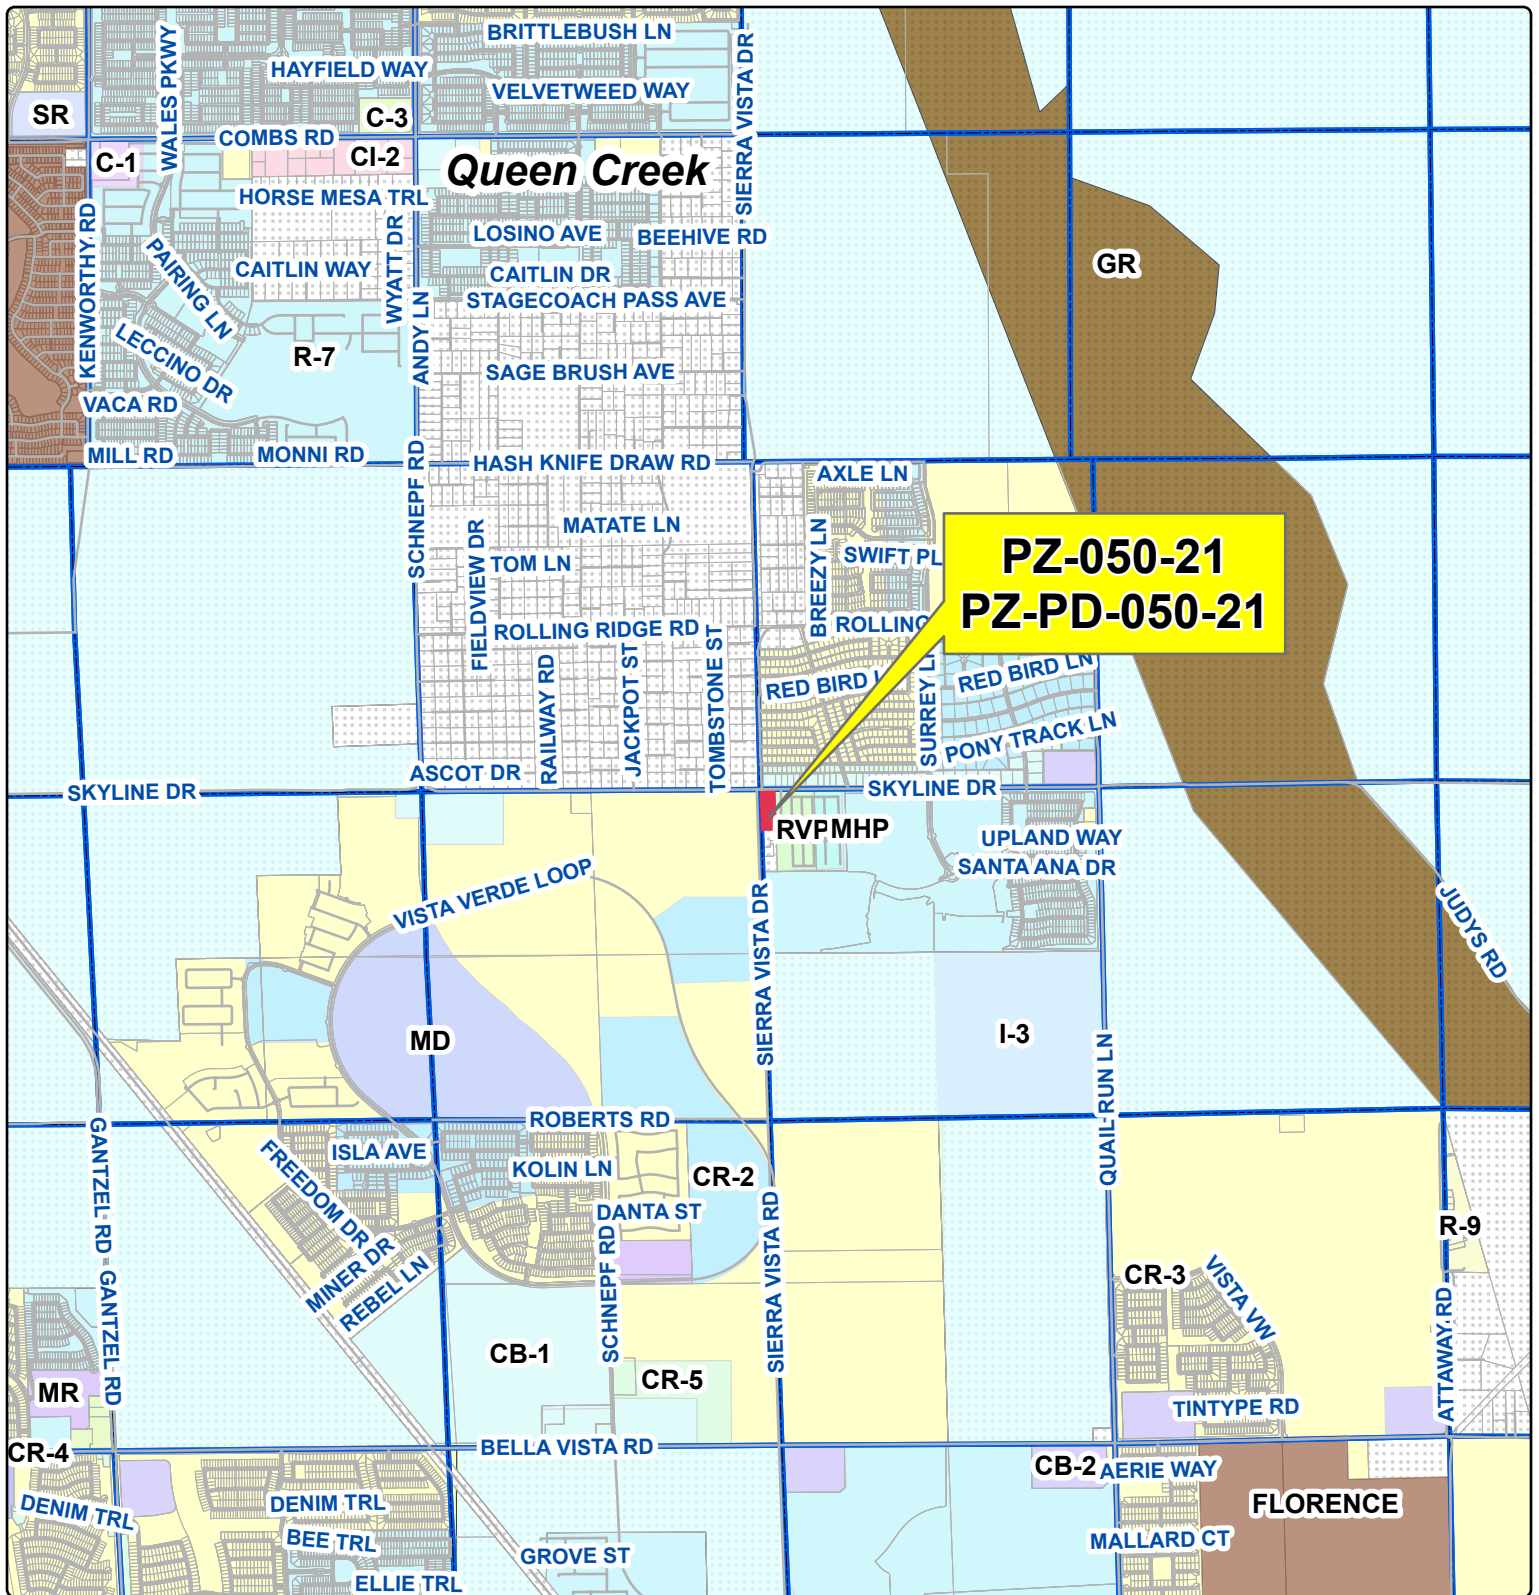 BRITTLEBUSH LN
WALES PKWY
HAYFIELD WAY
SIERRA VISTA DR
VELVETWEED WAY
SR
C-3
COMBS RD
C-1
CI-2
Queen Creek
HORSE MESA TRL
KENWORTHY RD
WYATT DR
LOSINO AVE
BEEHIVE RD
PAIRING LN
CAITLIN WAY
CAITLIN DR
GR
STAGECOACH PASS AVE
ANDY LN
LECCINO DR
R-7
SAGE BRUSH AVE
VACA RD
MILL RD
MONNI RD
SCHNEPF RD
HASH KNIFE DRAW RD
AXLE LN
MATATE LN
BREEZY LN
FIELDVIEW DR
TOM LN
SWIFT PL
PZ-050-21
PZ-PD-050-21
ROLLING RIDGE RD
ROLLING
RAILWAY RD
JACKPOT ST
TOMBSTONE ST
RED BIRD L
SURREY LN
RED BIRD LN
PONY TRACK LN
ASCOT DR
SKYLINE DR
SKYLINE DR
RVP
MHP
UPLAND WAY
SANTA ANA DR
VISTA VERDE LOOP
SIERRA VISTA DR
JUDYS RD
MD
I-3
QUAIL RUN LN
ROBERTS RD
GANTZEL RD
FREEDOM DR
ISLA AVE
KOLIN LN
CR-2
DANTA ST
SIERRA VISTA RD
R-9
MINER DR
REBEL LN
SCHNEPF RD
CR-3
VISTA VW
GANTZEL RD
ATTAWAY RD
CB-1
CR-5
MR
TINTYPE RD
CR-4
BELLA VISTA RD
CB-2
AERIE WAY
DENIM TRL
DENIM TRL
FLORENCE
BEE TRL
GROVE ST
MALLARD CT
ELLIE TRL